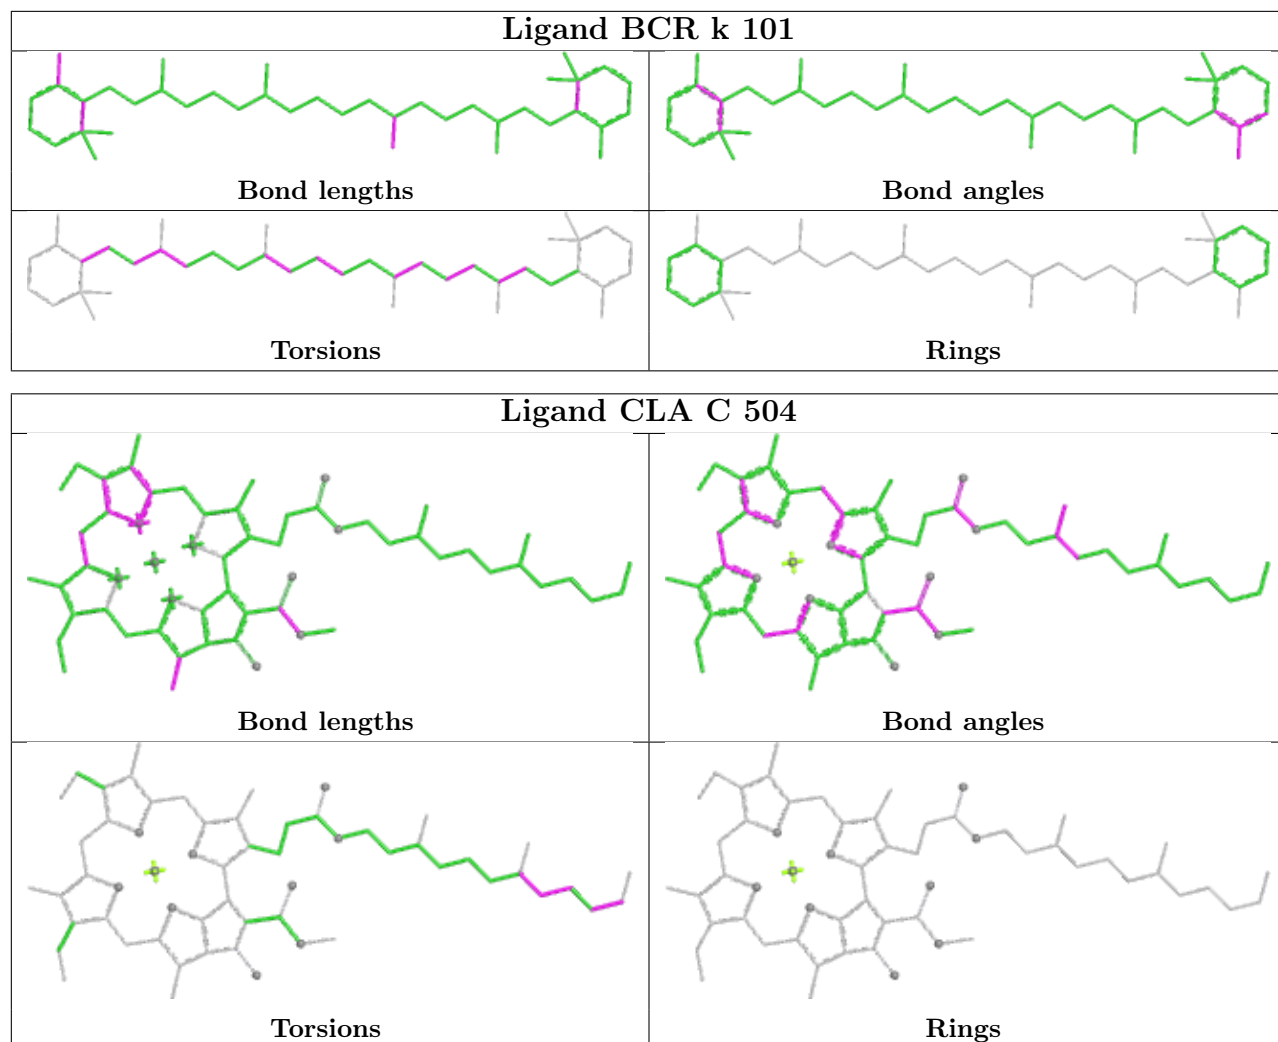 Ligand BCR k 101
Bond lengths
Bond angles
Torsions
Rings
Ligand CLA C 504
Bond lengths
Bond angles
Torsions
Rings